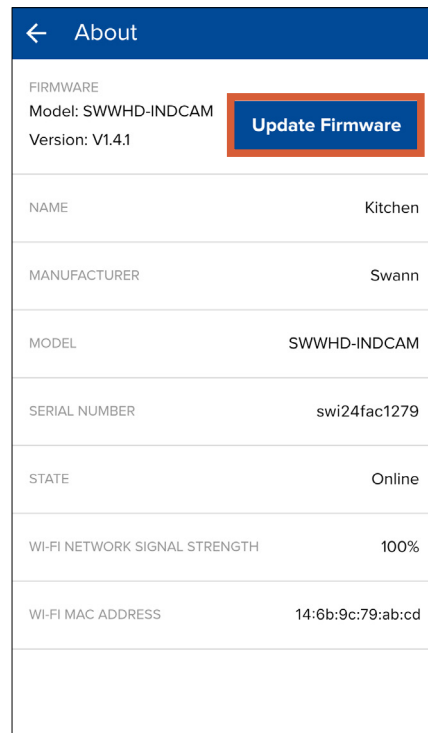 About
FIRMWARE
Model: SWWHD-INDCAM
Version: V1.4.1
Update Firmware
NAME
Kitchen
MANUFACTURER
Swann
MODEL
SWWHD-INDCAM
SERIAL NUMBER
swi24fac1279
STATE
Online
WI-FI NETWORK SIGNAL STRENGTH
100%
WI-FI MAC ADDRESS
14:6b:9c:79:ab:cd